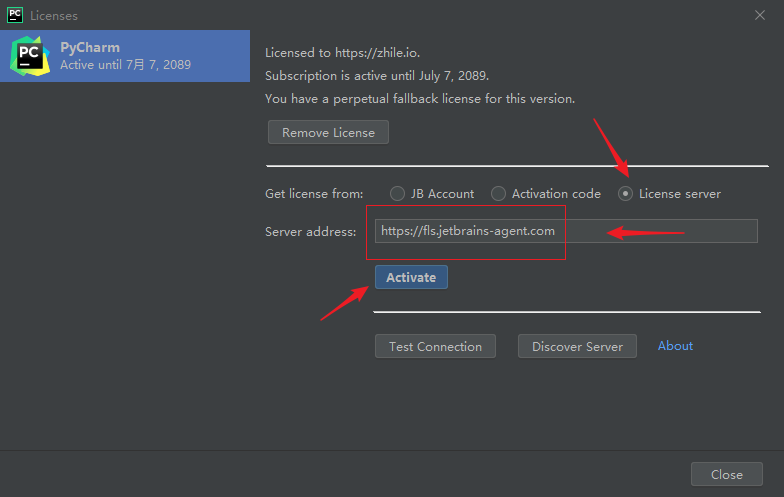 PC
Licenses
PC
PyCharm
Active until 7月 7, 2089
Licensed to https://zhile.io.
Subscription is active until July 7, 2089.
You have a perpetual fallback license for this version.
Remove License
Get license from: JB Account Activation code License server
Server address: https://fls.jetbrains-agent.com
Activate
Test Connection Discover Server About
Close